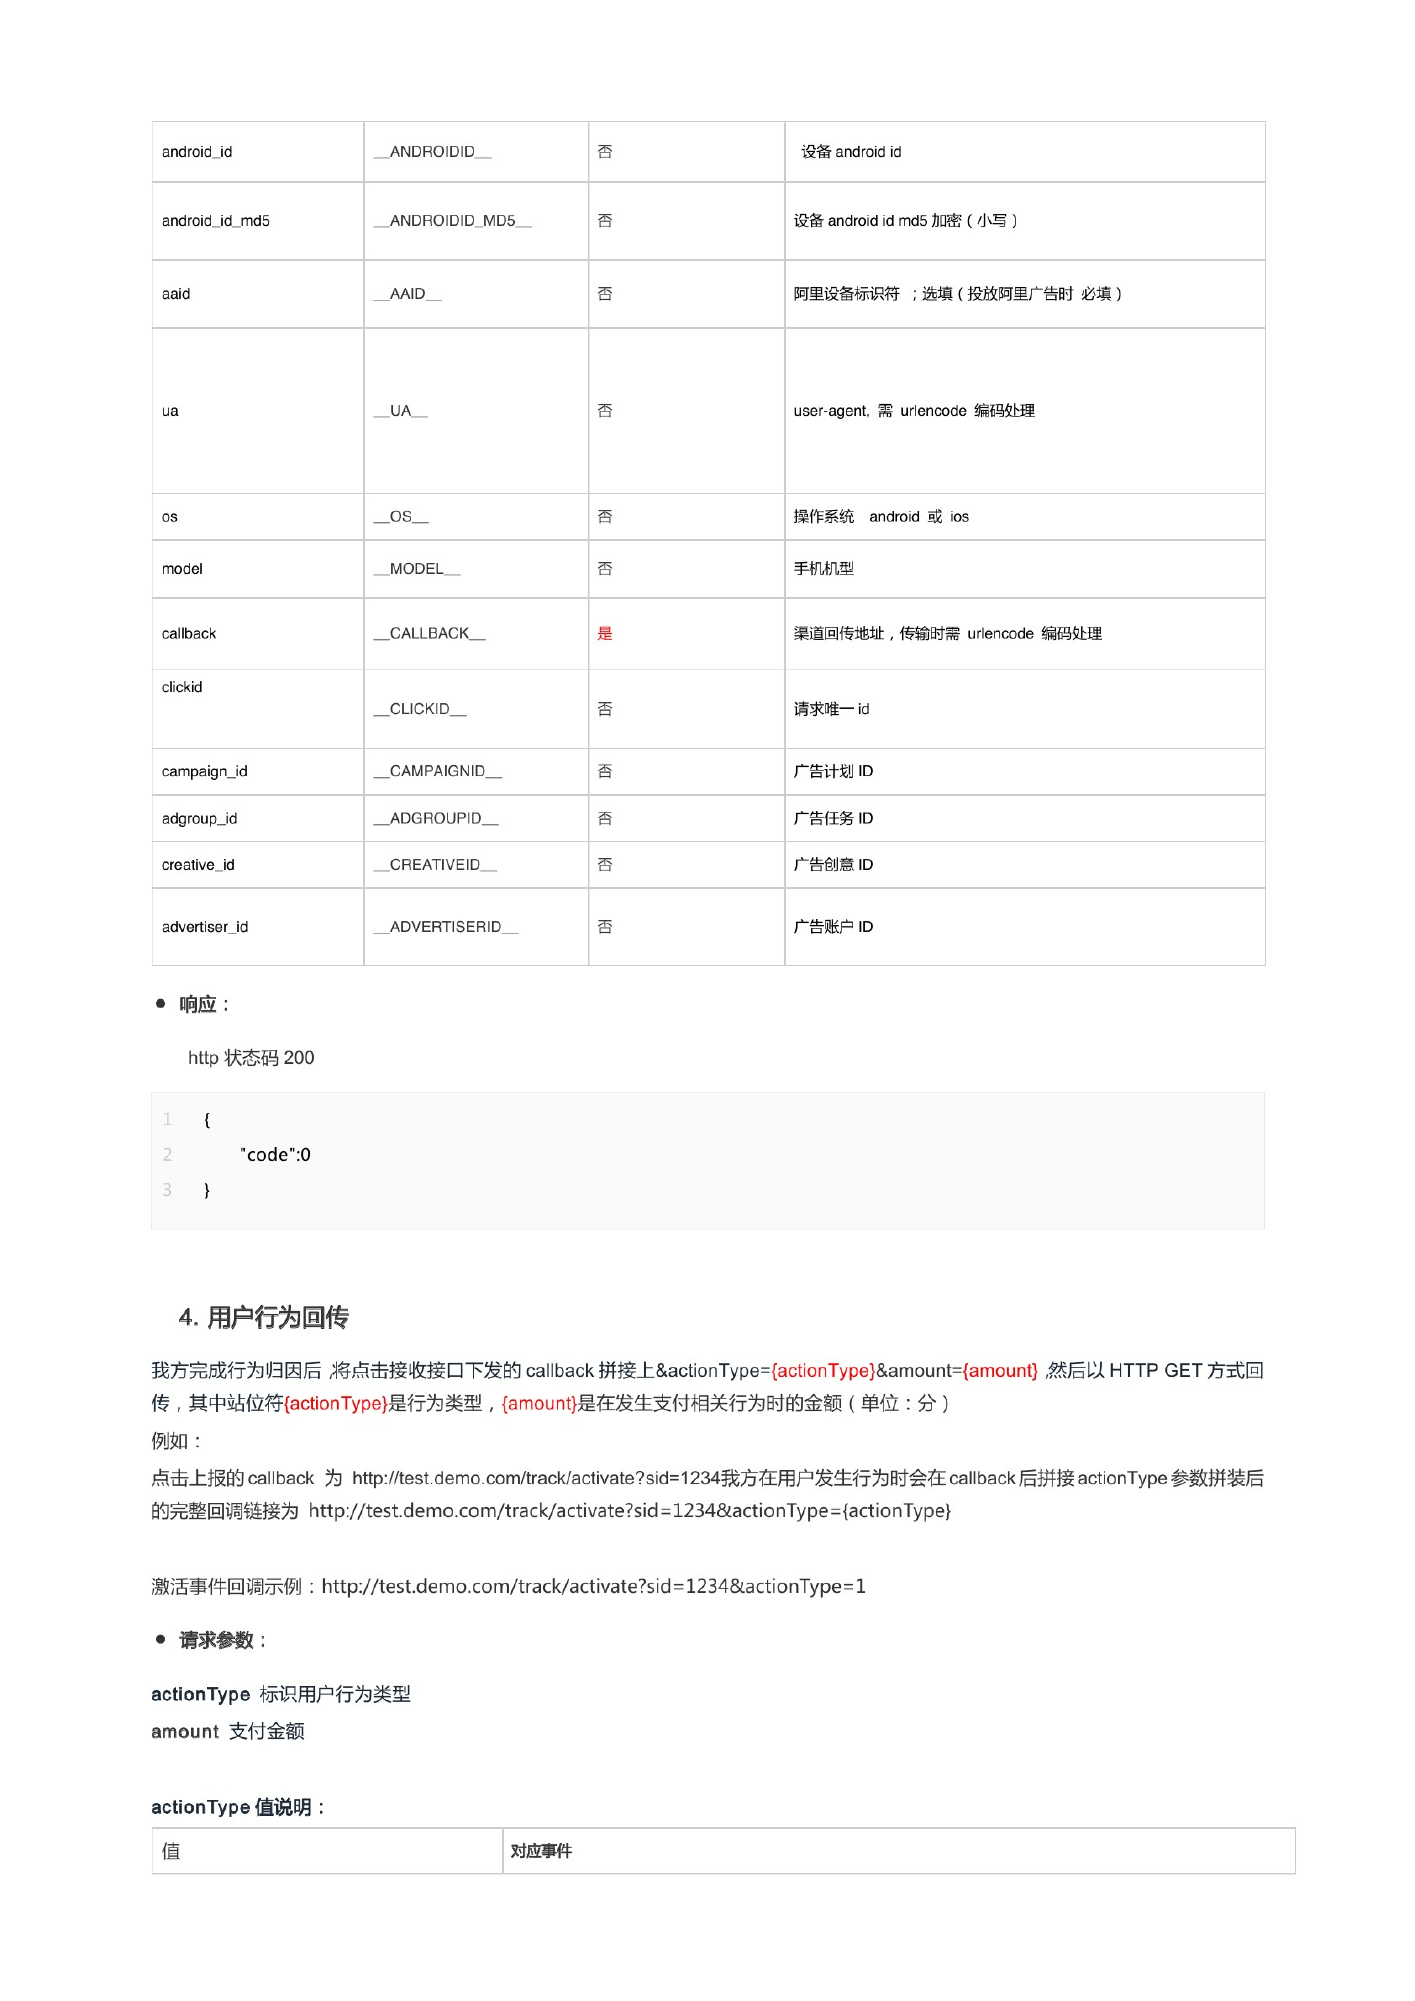 android_id __ANDROIDID__ 否 设备 android id
android_id_md5 __ANDROIDID_MD5__ 否 设备 android id md5 加密（小写）
aaid __AAID__ 否 阿里设备标识符 ；选填（投放阿里广告时 必填）
ua __UA__ 否 user-agent, 需 urlencode 编码处理
os __OS__ 否 操作系统 android 或 ios
model __MODEL__ 否 手机机型
callback __CALLBACK__ 是 渠道回传地址，传输时需 urlencode 编码处理
clickid __CLICKID__ 否 请求唯一 id
campaign_id __CAMPAIGNID__ 否 广告计划 ID
adgroup_id __ADGROUPID__ 否 广告任务 ID
creative_id __CREATIVEID__ 否 广告创意 ID
advertiser_id __ADVERTISERID__ 否 广告账户 ID
● 响应：
http 状态码 200
1 {
2 "code":0
3 }
4. 用户行为回传
我方完成行为归因后，将点击接收接口下发的 callback 拼接上&actionType={actionType}&amount={amount}，然后以 HTTP GET 方式回
传，其中站位符{actionType}是行为类型，{amount}是在发生支付相关行为时的金额（单位：分）
例如：
点击上报的 callback 为 http://test.demo.com/track/activate?sid=1234我方在用户发生行为时会在 callback 后拼接 actionType 参数拼装后
的完整回调链接为 http://test.demo.com/track/activate?sid=1234&actionType={actionType}
激活事件回调示例：http://test.demo.com/track/activate?sid=1234&actionType=1
● 请求参数：
actionType 标识用户行为类型
amount 支付金额
actionType 值说明：
值 对应事件